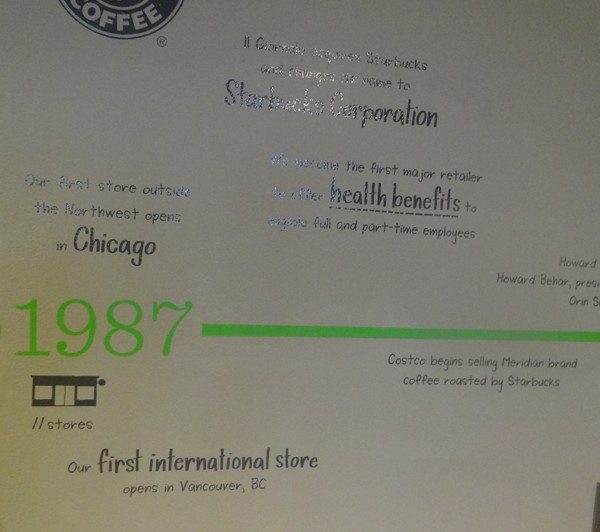 COFFEE
®
Il Giornale acquires Starbucks
and changes its name to
Starbucks Corporation
We become the first major retailer
to offer health benefits to
eligible full and part-time employees
Our first store outside
the Northwest opens
in Chicago
Howard
Howard Behar, presi
Orin S
1987
Costco begins selling Meridian brand
coffee roasted by Starbucks
11 stores
Our first international store
opens in Vancouver, BC